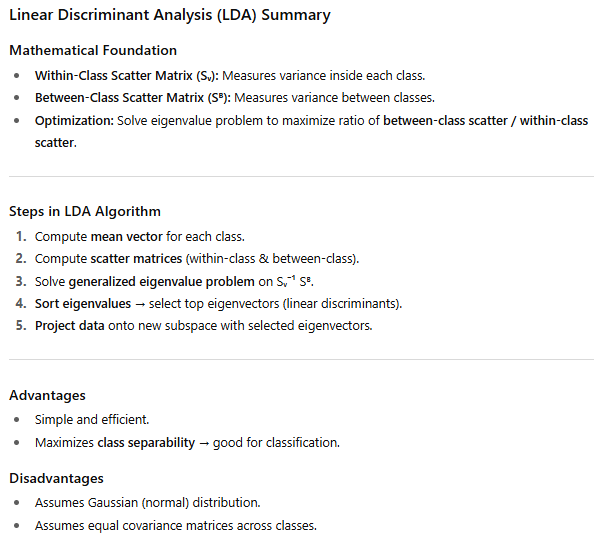 Linear Discriminant Analysis (LDA) Summary
Mathematical Foundation
• Within-Class Scatter Matrix (Sᵥ): Measures variance inside each class.
• Between-Class Scatter Matrix (Sᴮ): Measures variance between classes.
• Optimization: Solve eigenvalue problem to maximize ratio of between-class scatter / within-class
scatter.
Steps in LDA Algorithm
1. Compute mean vector for each class.
2. Compute scatter matrices (within-class & between-class).
3. Solve generalized eigenvalue problem on Sᵥ⁻¹ Sᴮ.
4. Sort eigenvalues → select top eigenvectors (linear discriminants).
5. Project data onto new subspace with selected eigenvectors.
Advantages
• Simple and efficient.
• Maximizes class separability → good for classification.
Disadvantages
• Assumes Gaussian (normal) distribution.
• Assumes equal covariance matrices across classes.